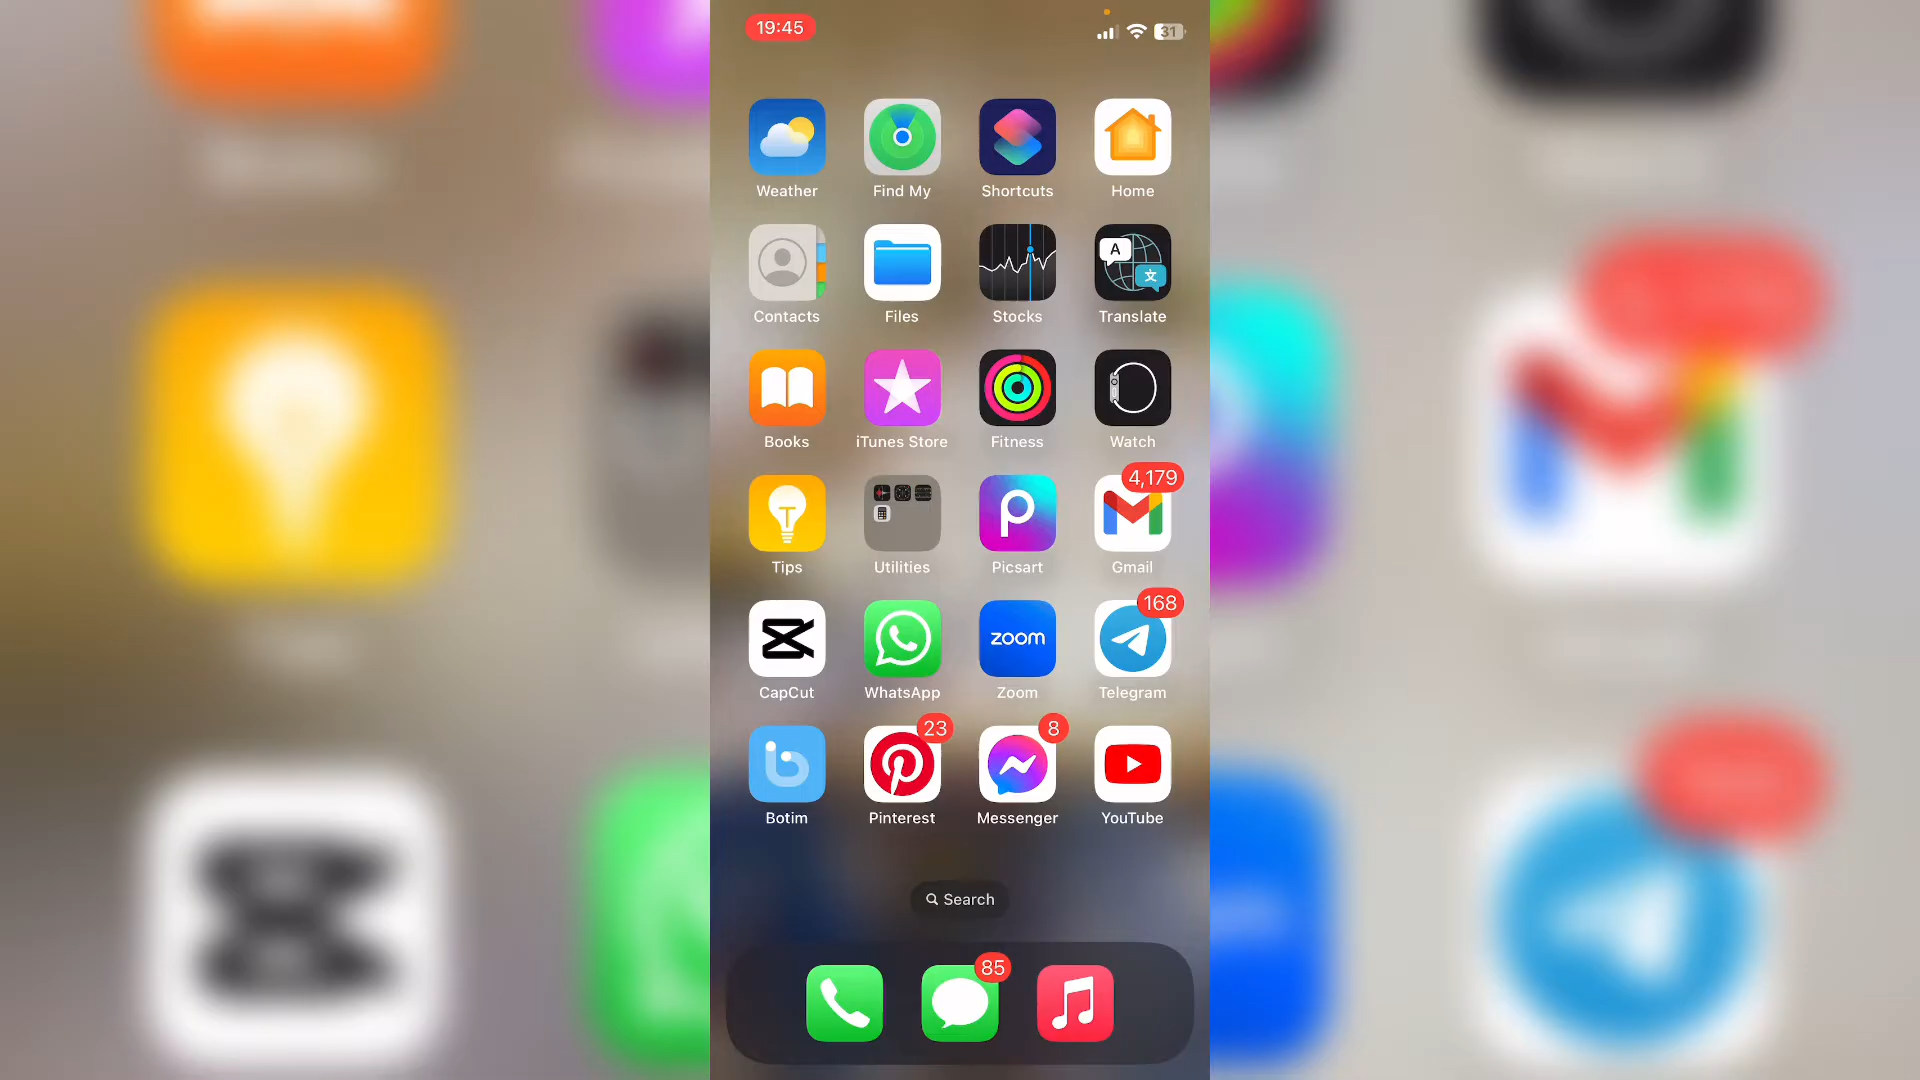 19:45
31
Weather Find My Shortcuts Home
A
文
Contacts Files Stocks Translate
Books iTunes Store Fitness Watch
4,179
Tips Utilities Picsart Gmail
168
zoom
CapCut WhatsApp Zoom Telegram
23 8
Botim Pinterest Messenger YouTube
Search
85